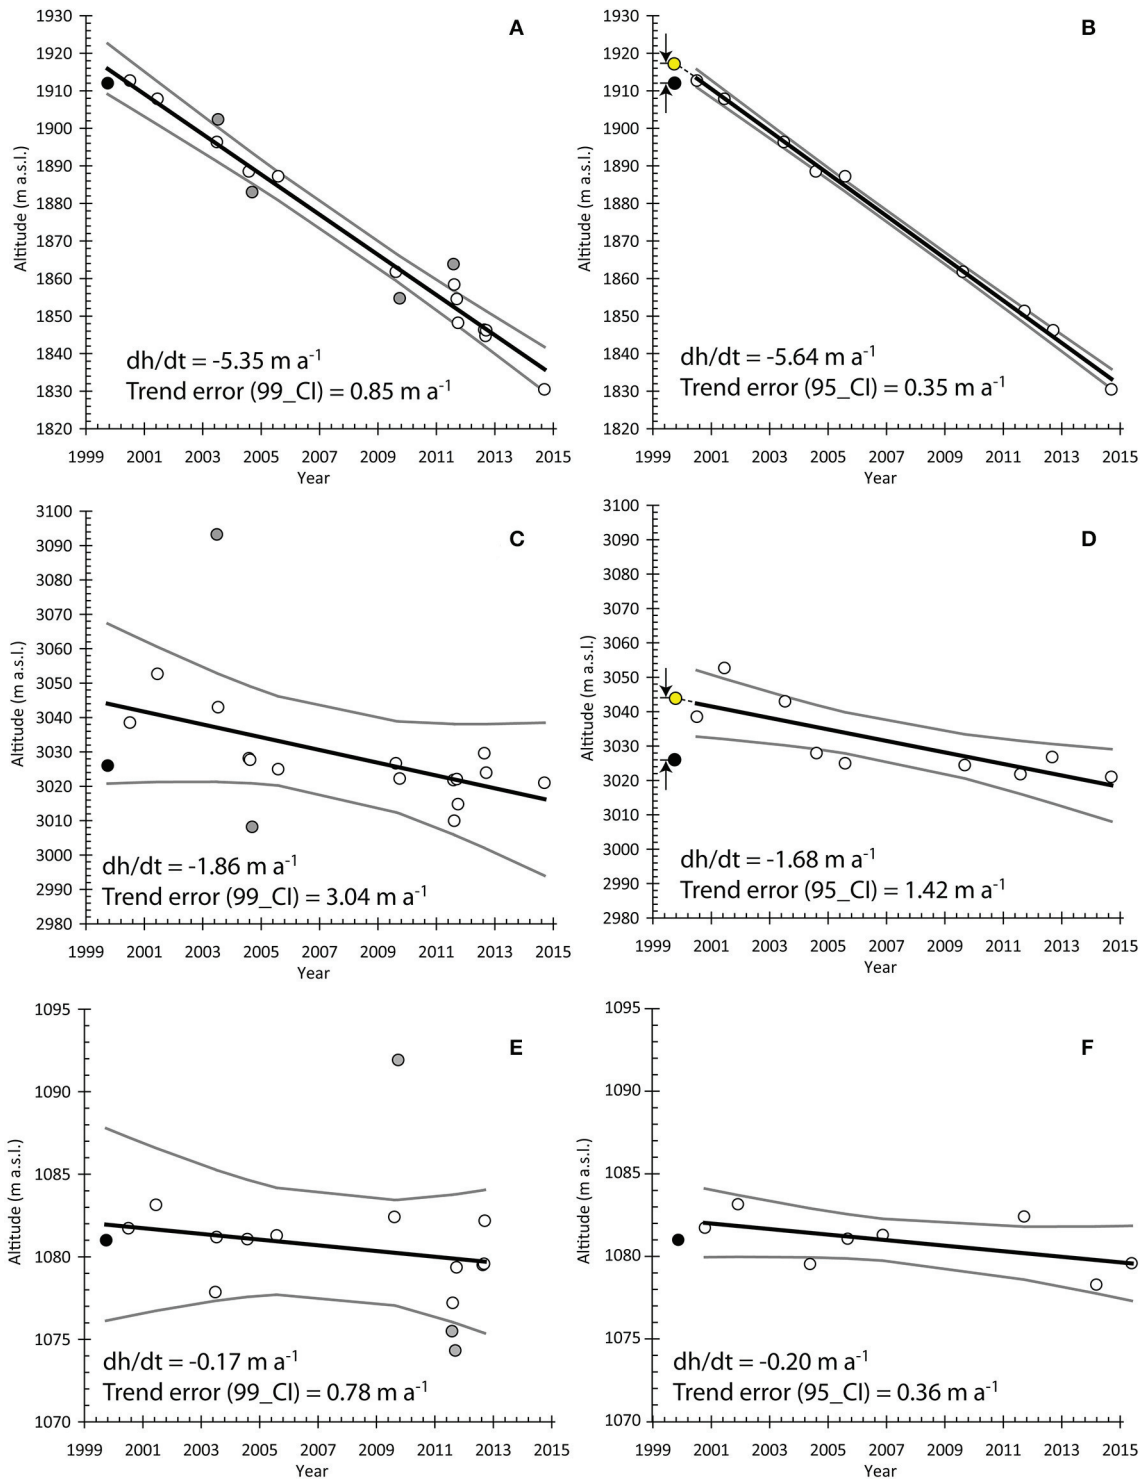 A
1930
1920
1910
1900
1890
1880
1870
1860
1850
1840
1830
1820
Altitude (m a.s.l.)
dh/dt = -5.35 m a⁻¹
Trend error (99_CI) = 0.85 m a⁻¹
1999 2001 2003 2005 2007 2009 2011 2013 2015
Year
B
1930
1920
1910
1900
1890
1880
1870
1860
1850
1840
1830
1820
Altitude (m a.s.l.)
dh/dt = -5.64 m a⁻¹
Trend error (95_CI) = 0.35 m a⁻¹
1999 2001 2003 2005 2007 2009 2011 2013 2015
Year
C
3100
3090
3080
3070
3060
3050
3040
3030
3020
3010
3000
2990
2980
Altitude (m a.s.l.)
dh/dt = -1.86 m a⁻¹
Trend error (99_CI) = 3.04 m a⁻¹
1999 2001 2003 2005 2007 2009 2011 2013 2015
Year
D
3100
3090
3080
3070
3060
3050
3040
3030
3020
3010
3000
2990
2980
Altitude (m a.s.l.)
dh/dt = -1.68 m a⁻¹
Trend error (95_CI) = 1.42 m a⁻¹
1999 2001 2003 2005 2007 2009 2011 2013 2015
Year
E
1095
1090
1085
1080
1075
1070
Altitude (m a.s.l.)
dh/dt = -0.17 m a⁻¹
Trend error (99_CI) = 0.78 m a⁻¹
1999 2001 2003 2005 2007 2009 2011 2013 2015
Year
F
1095
1090
1085
1080
1075
1070
Altitude (m a.s.l.)
dh/dt = -0.20 m a⁻¹
Trend error (95_CI) = 0.36 m a⁻¹
1999 2001 2003 2005 2007 2009 2011 2013 2015
Year